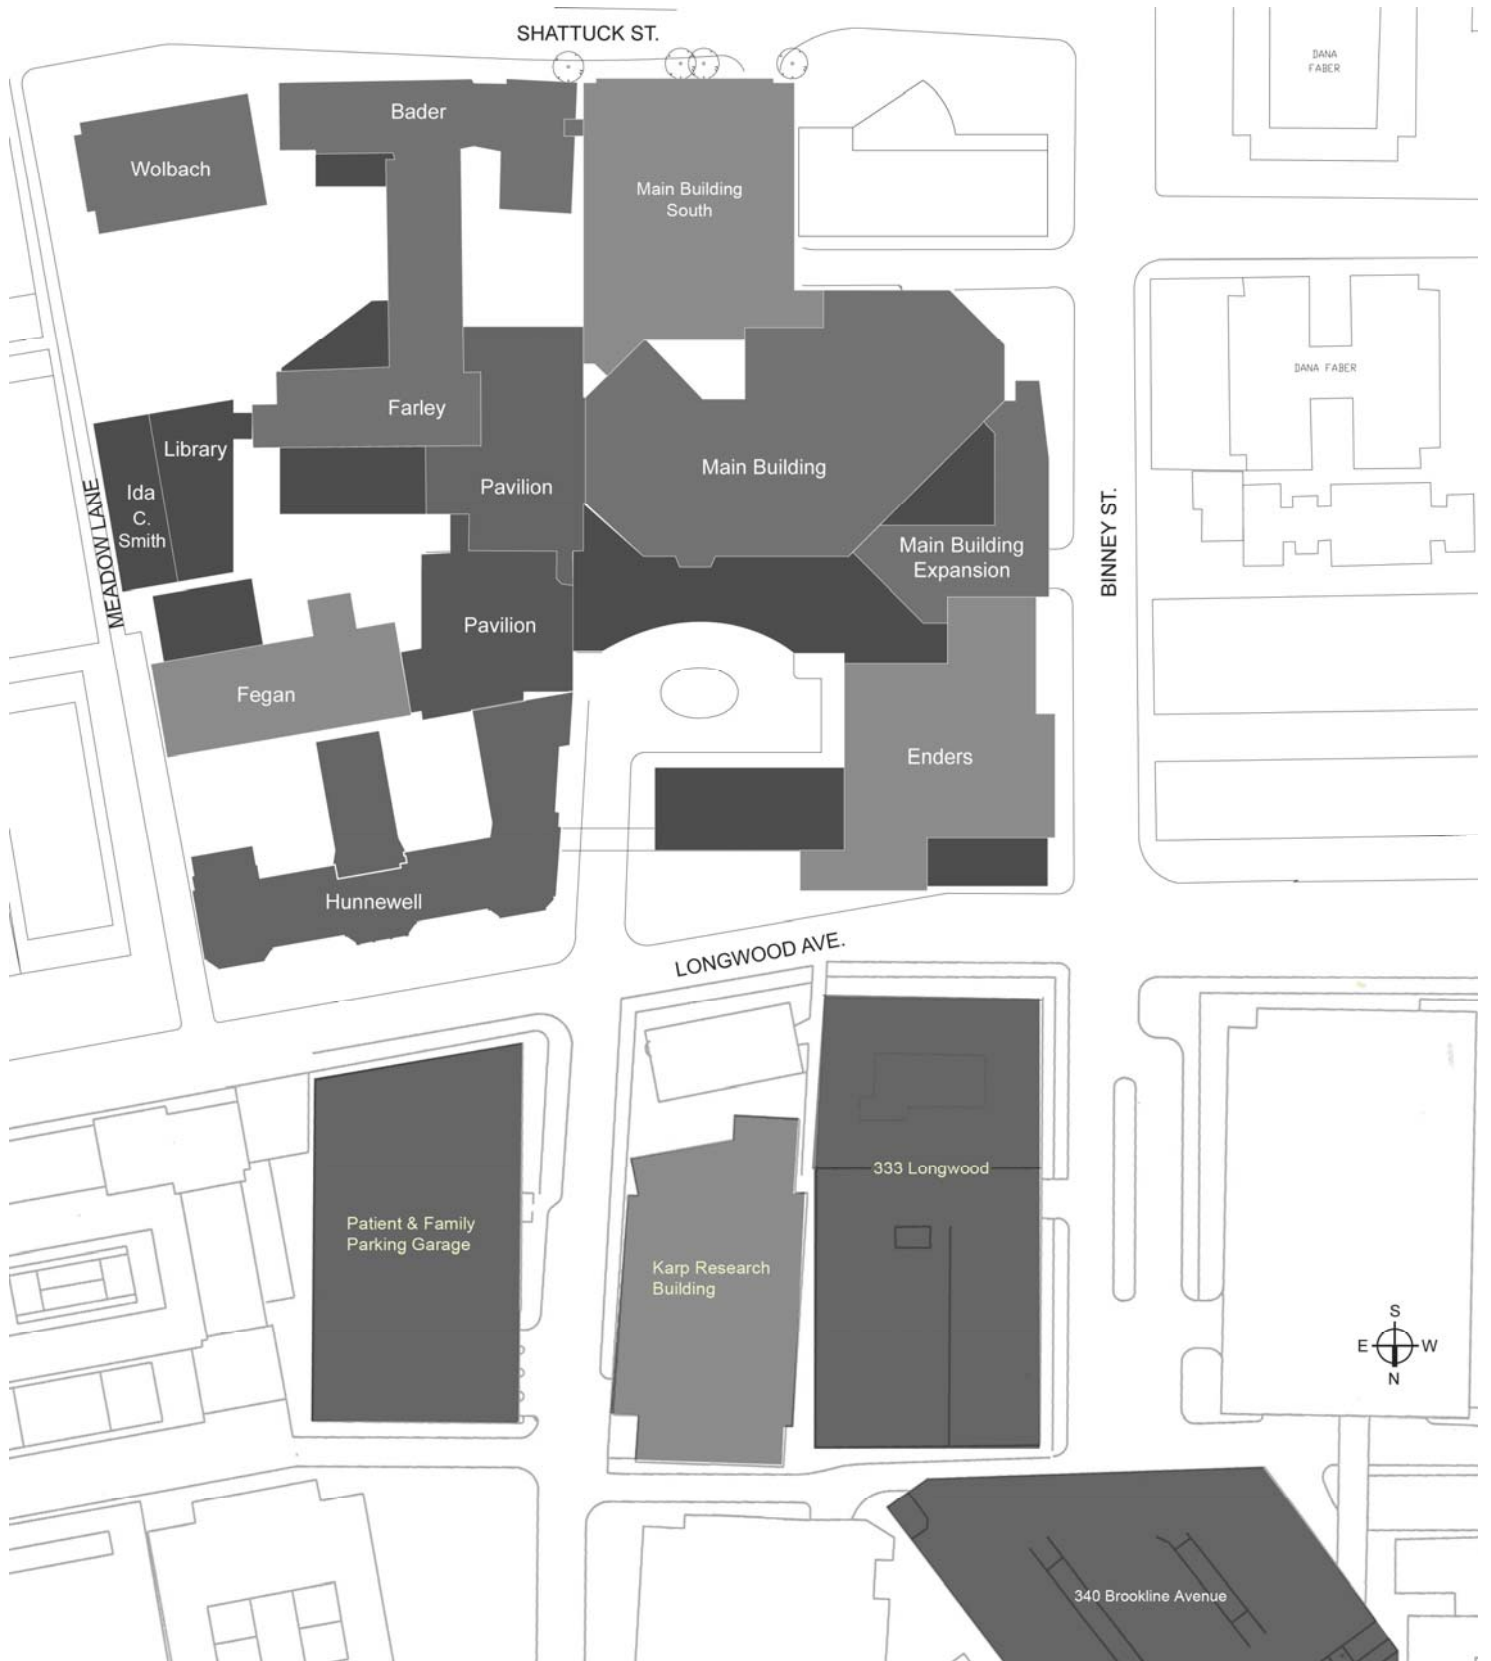 SHATTUCK ST.
DANA
FABER
Bader
Wolbach
Main Building
South
DANA FABER
Farley
Library
Main Building
Pavilion
Ida
C.
Smith
MEADOW LANE
BINNEY ST.
Main Building
Expansion
Pavilion
Fegan
Enders
Hunnewell
LONGWOOD AVE.
333 Longwood
Patient & Family
Parking Garage
Karp Research
Building
S
E W
N
340 Brookline Avenue